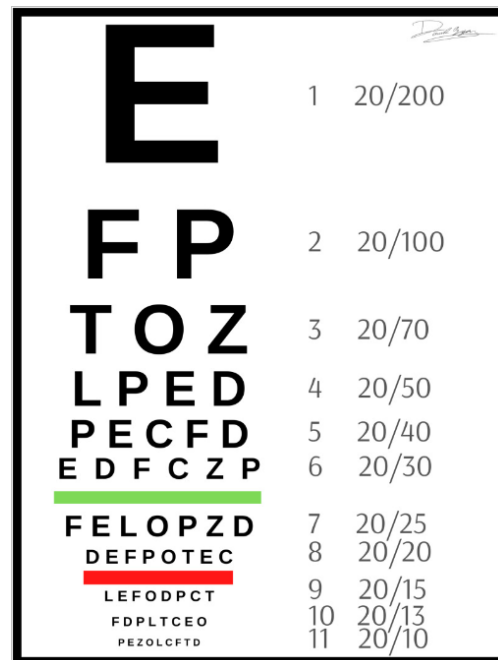 E 1 20/200
F P 2 20/100
T O Z 3 20/70
L P E D 4 20/50
P E C F D 5 20/40
E D F C Z P 6 20/30
F E L O P Z D 7 20/25
D E F P O T E C 8 20/20
L E F O D P C T 9 20/15
F D P L T C E O 10 20/13
P E Z O L C F T D 11 20/10